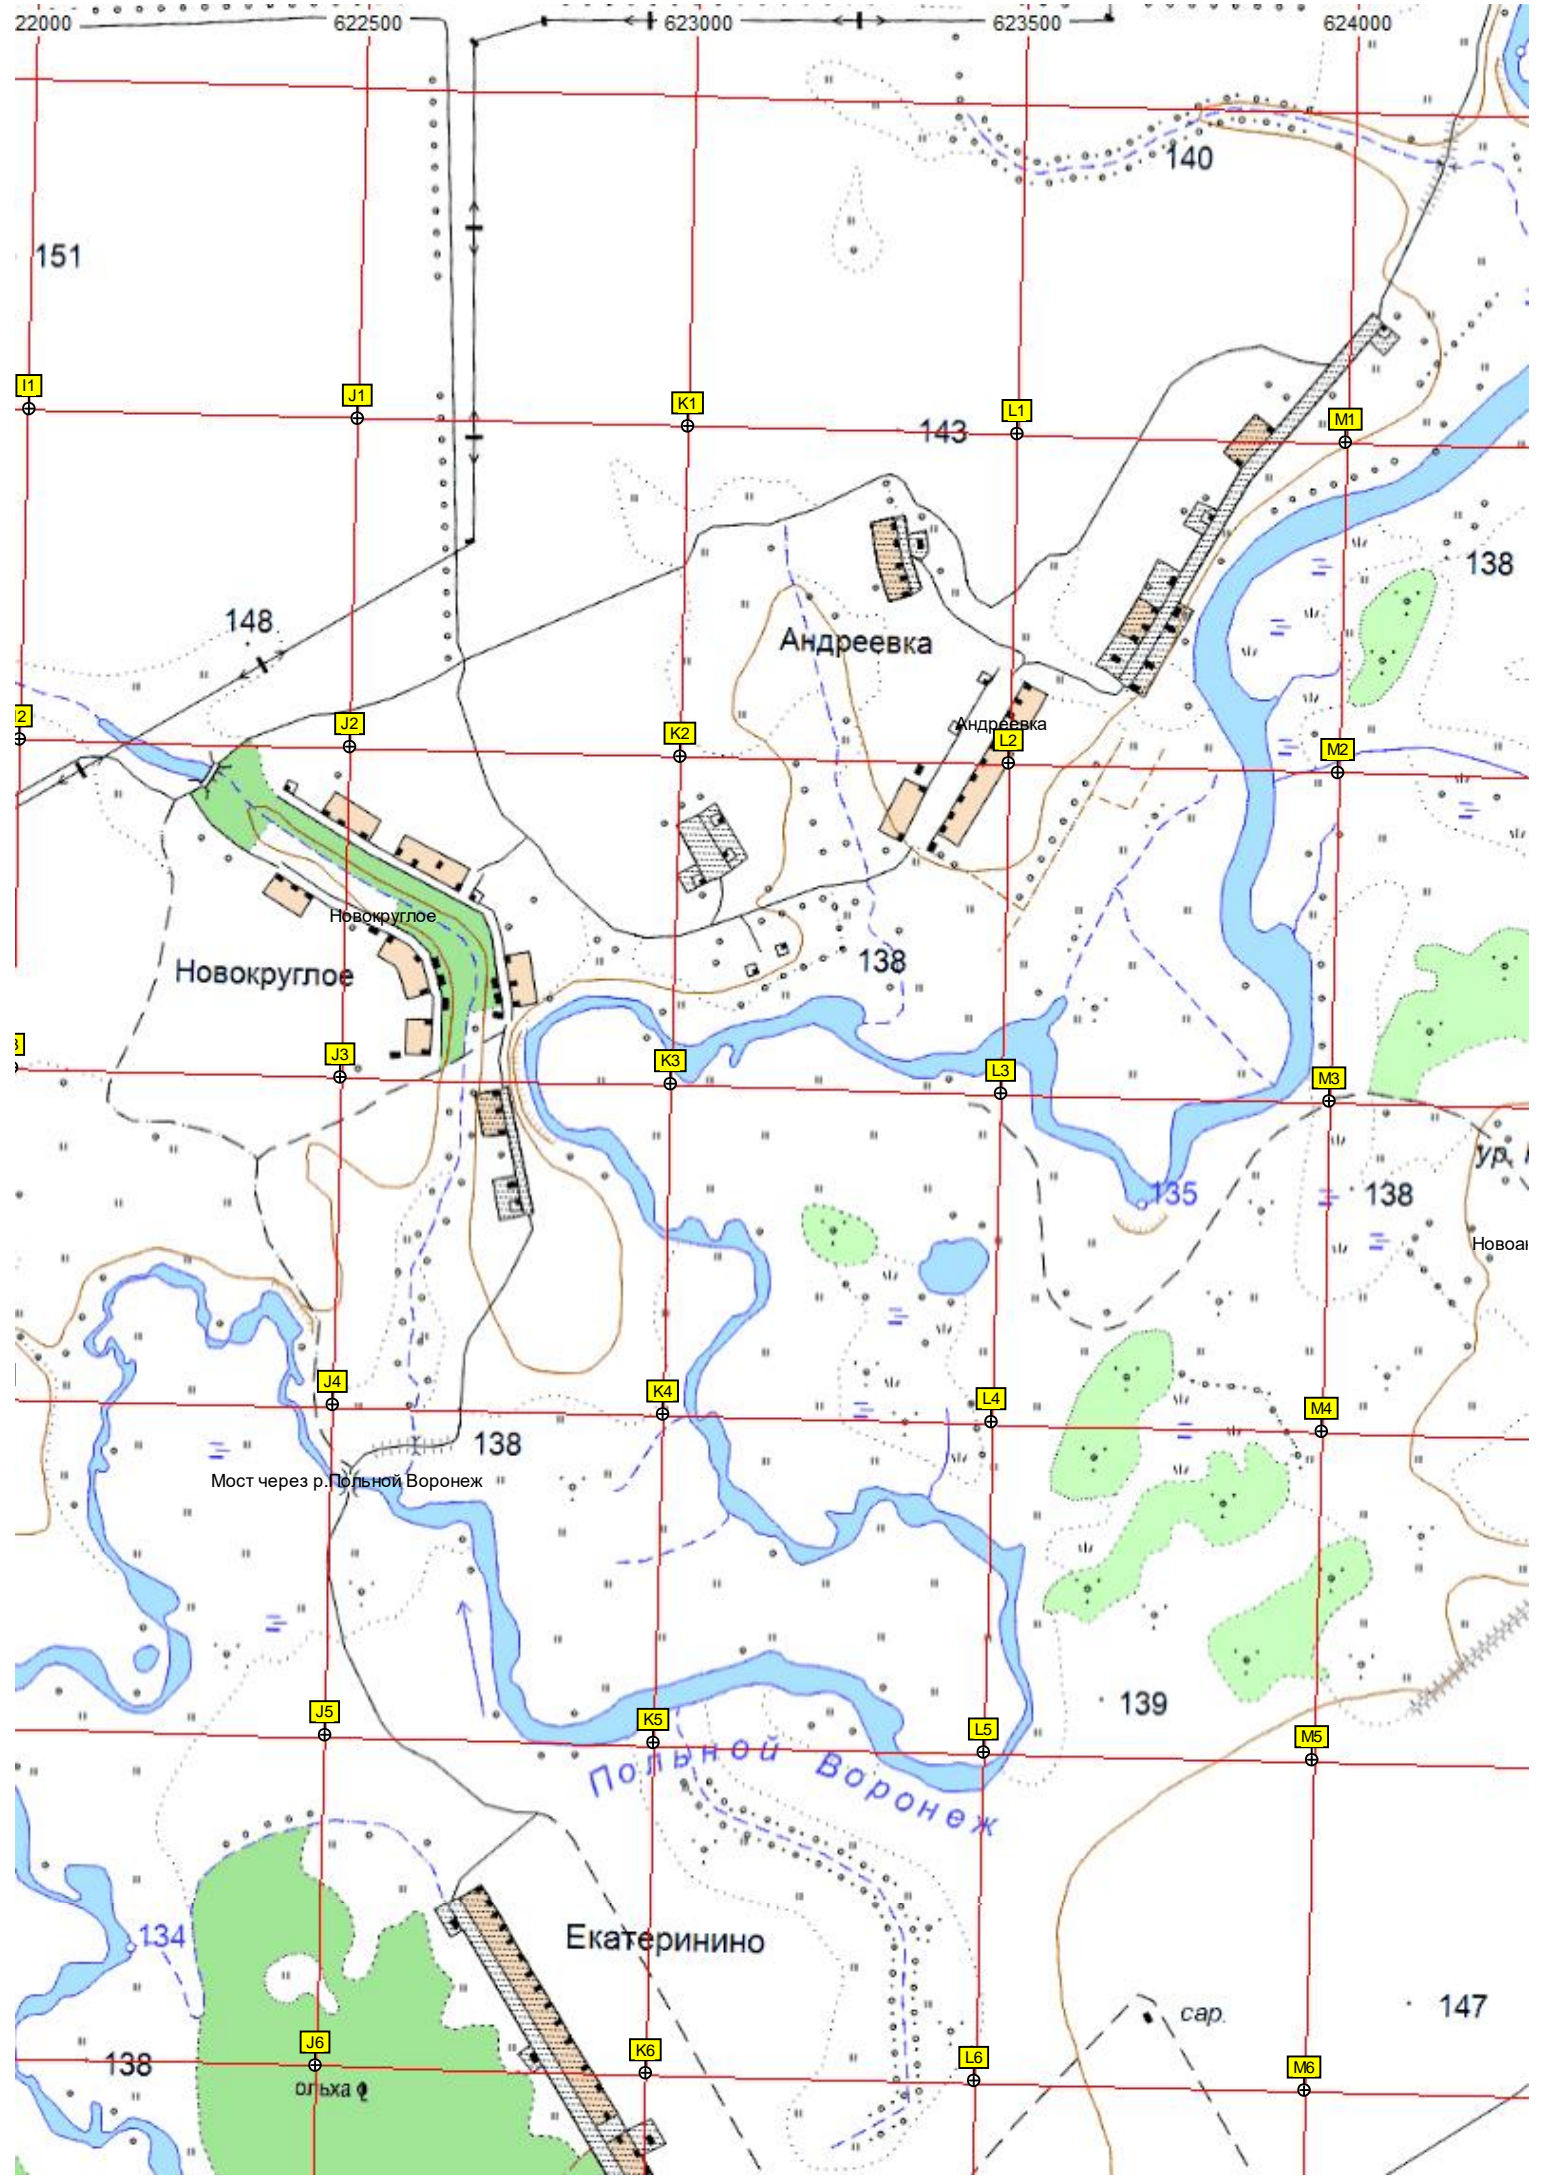 22000 622500 623000 623500 624000
140
151
I1 J1 K1 L1 M1
143
138
148
Андреевка
2 J2 K2 L2 M2
Андреевка
Новокруглое
Новокруглое
138
J3 K3 L3 M3
ур.
135 138
Новоан
J4 K4 L4 M4
138
Мост через р.Польной Воронеж
139
J5 K5 L5 M5
Польной Воронеж
134
Екатеринино
147
сар.
138
J6 K6 L6 M6
ольха